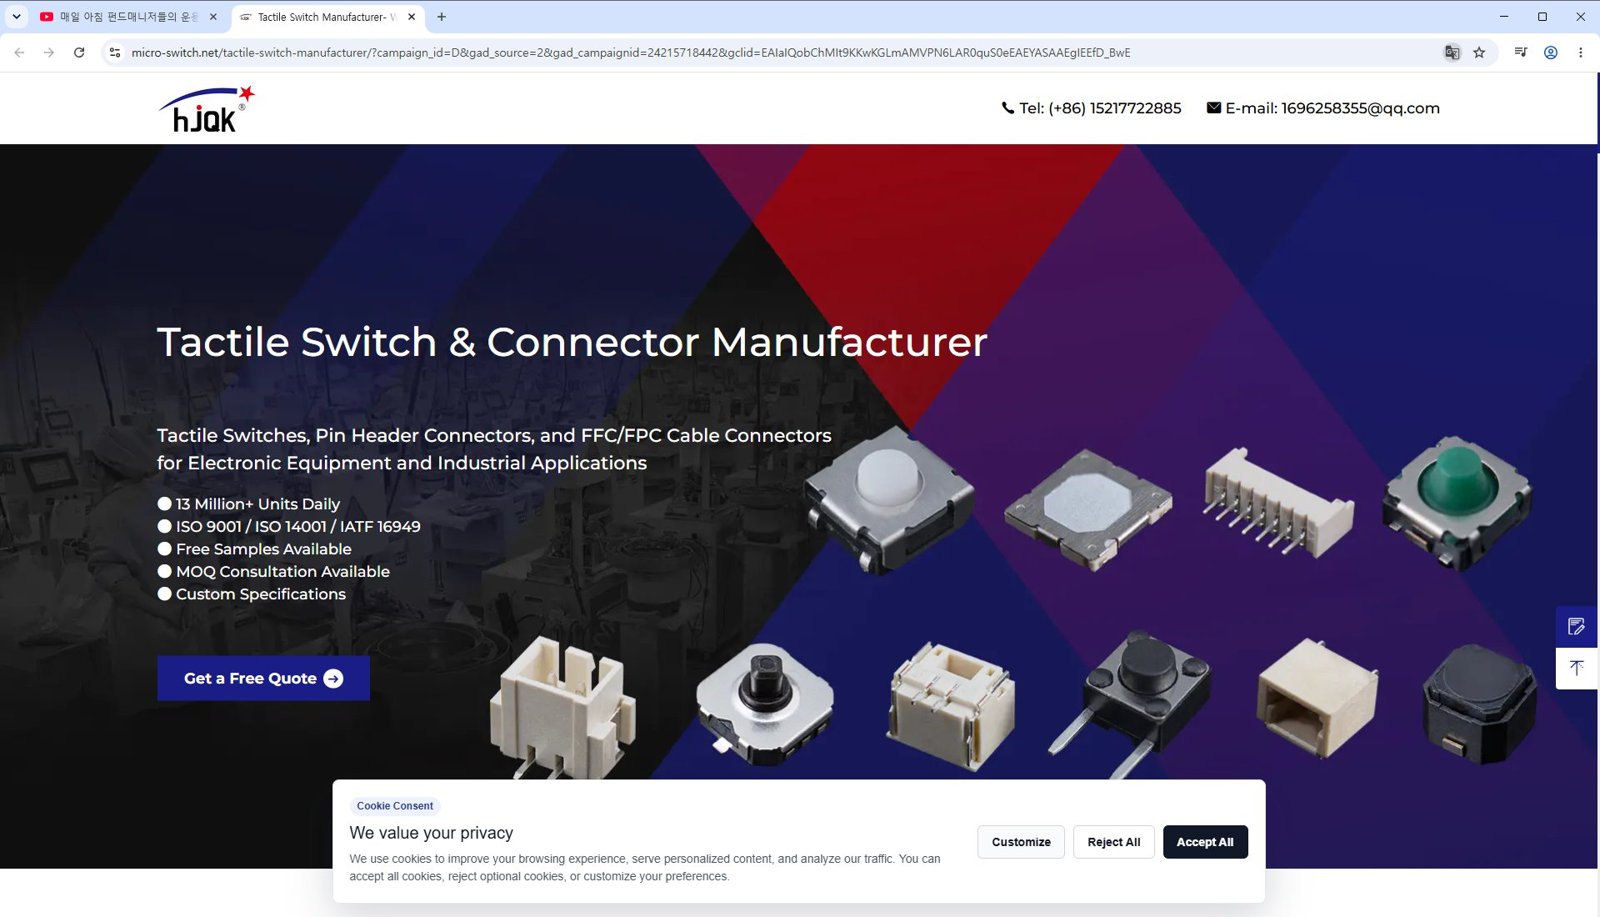 매일 아침 펀드매니저들의 운용
Tactile Switch Manufacturer- W
micro-switch.net/tactile-switch-manufacturer/?campaign_id=D&gad_source=2&gad_campaignid=24215718442&gclid=EAIaIQobChMIt9KKwKGLmAMVPN6LAR0quS0eEAEYASAAEgIEEfD_BwE
hjqk®
Tel: (+86) 15217722885
E-mail: 1696258355@qq.com
Tactile Switch & Connector Manufacturer
Tactile Switches, Pin Header Connectors, and FFC/FPC Cable Connectors
for Electronic Equipment and Industrial Applications
13 Million+ Units Daily
ISO 9001 / ISO 14001 / IATF 16949
Free Samples Available
MOQ Consultation Available
Custom Specifications
Get a Free Quote
Cookie Consent
We value your privacy
We use cookies to improve your browsing experience, serve personalized content, and analyze our traffic. You can
accept all cookies, reject optional cookies, or customize your preferences.
Customize
Reject All
Accept All